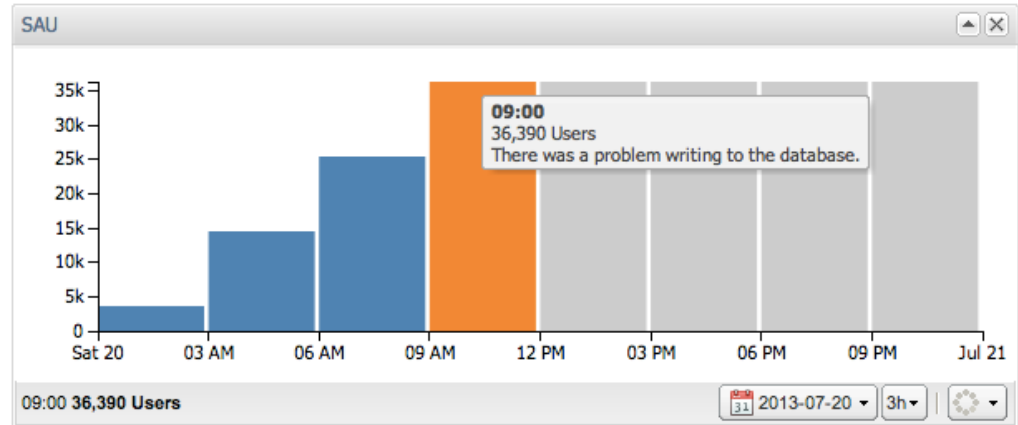 SAU
35k
30k
25k
20k
15k
10k
5k
0
09:00
36,390 Users
There was a problem writing to the database.
Sat 20 03 AM 06 AM 09 AM 12 PM 03 PM 06 PM 09 PM Jul 21
09:00 36,390 Users 31 2013-07-20 3h